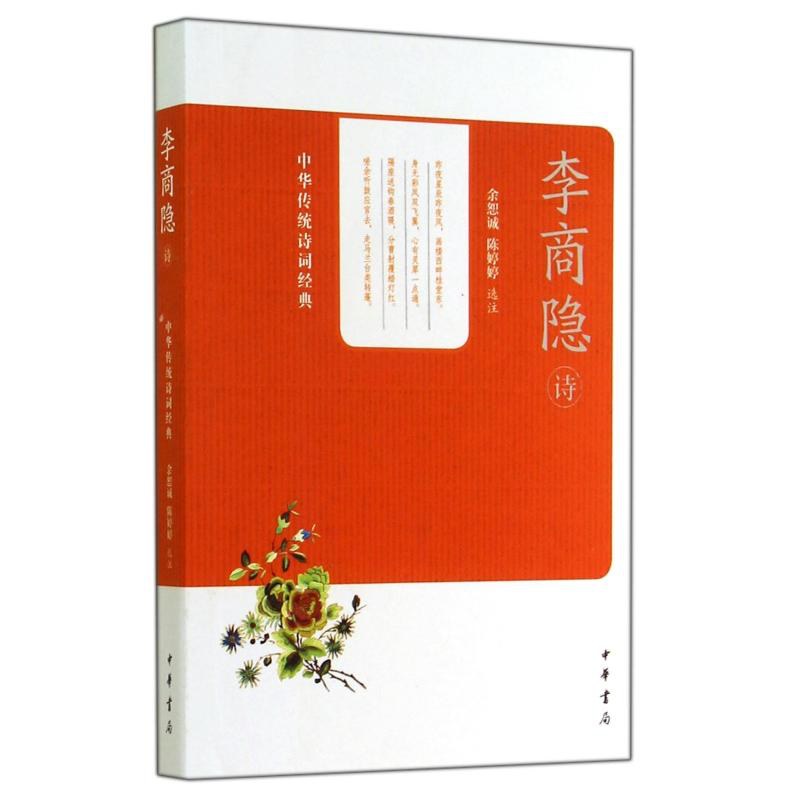 李商隐
诗
余恕诚 陈婷婷 选注
昨夜星辰昨夜风，画楼西畔桂堂东。
身无彩凤双飞翼，心有灵犀一点通。
隔座送钩春酒暖，分曹射覆蜡灯红。
嗟余听鼓应官去，走马兰台类转蓬。
中华传统诗词经典
中華書局
李商隐 诗
中华传统诗词经典
余恕诚 陈婷婷 选注
中華書局